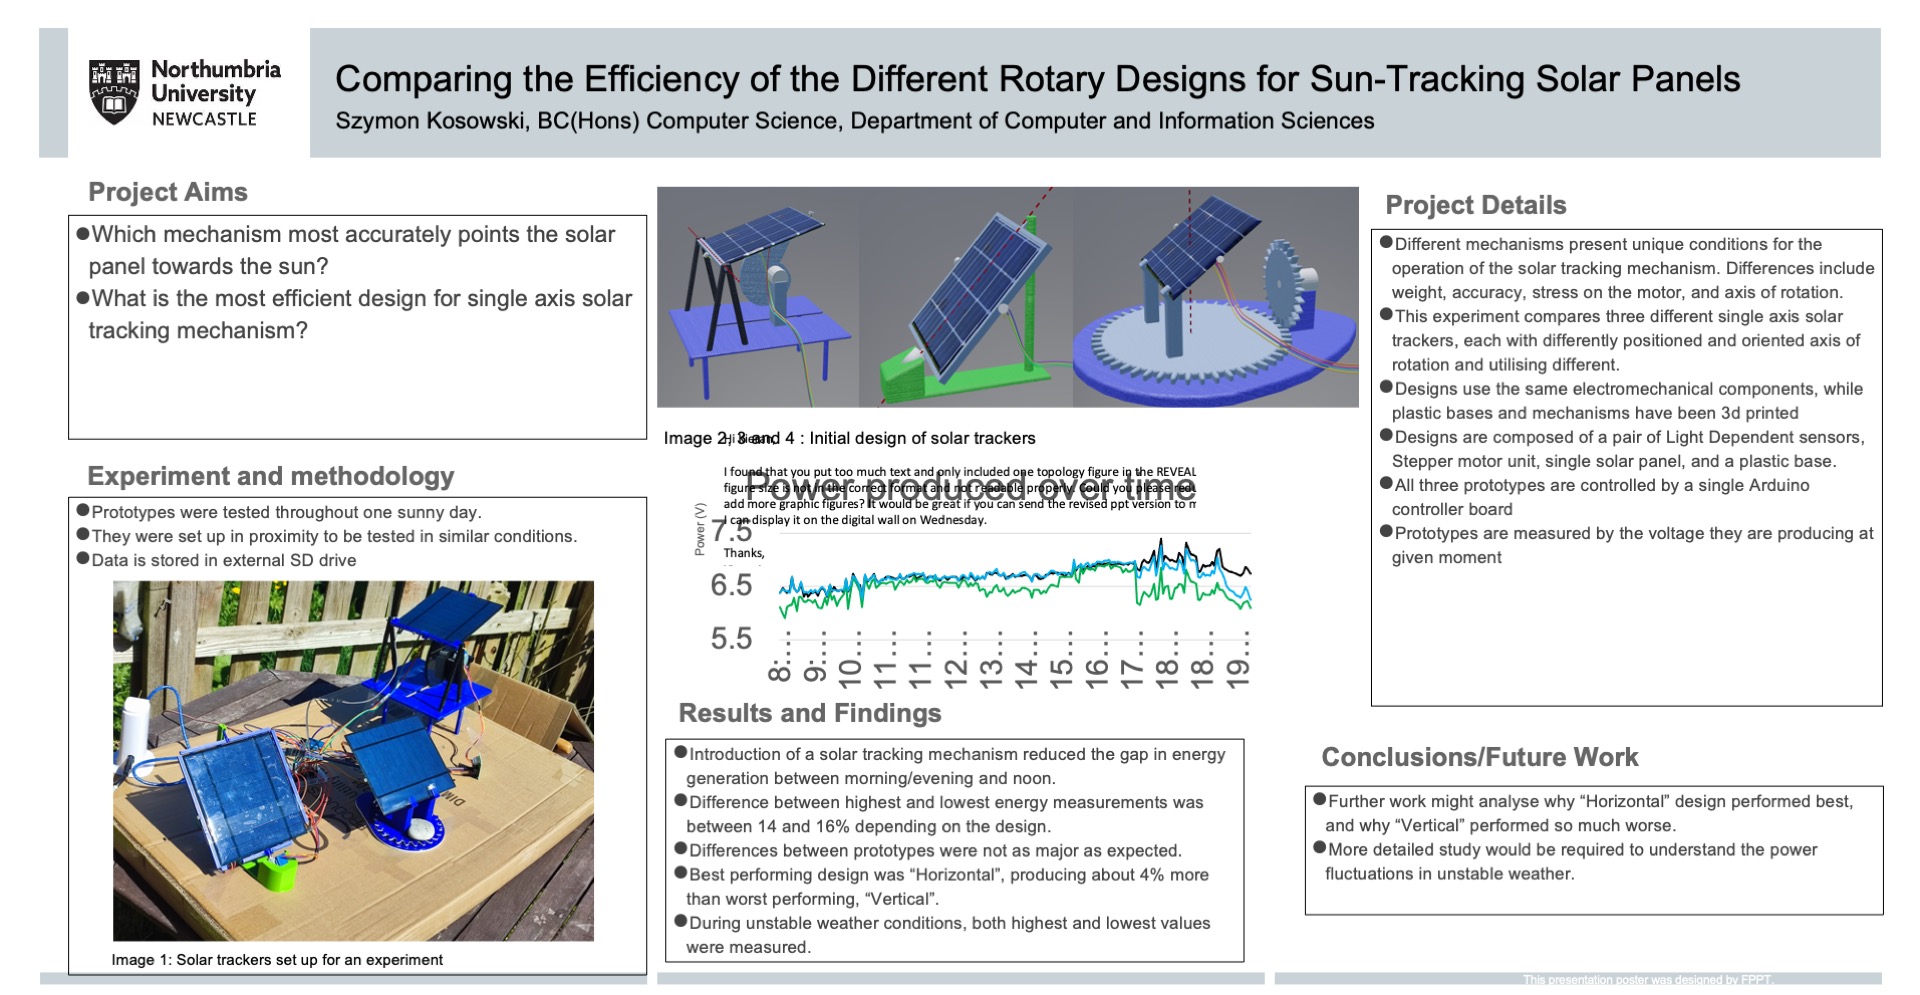 Northumbria
University
NEWCASTLE
Comparing the Efficiency of the Different Rotary Designs for Sun-Tracking Solar Panels
Szymon Kosowski, BC(Hons) Computer Science, Department of Computer and Information Sciences
Project Aims
●Which mechanism most accurately points the solar
panel towards the sun?
●What is the most efficient design for single axis solar
tracking mechanism?
Experiment and methodology
●Prototypes were tested throughout one sunny day.
●They were set up in proximity to be tested in similar conditions.
●Data is stored in external SD drive
Image 1: Solar trackers set up for an experiment
Image 2, 3 and 4 : Initial design of solar trackers
Hi
I found that you put too much text and only included one topology figure in the REVEAL
figure size is not in the correct format and not readable properly. Could you please
add more graphic figures? It would be great if you can send the revised ppt version to
I can display it on the digital wall on Wednesday.
Thanks,
Power produced over time
Power (V)
7.5
6.5
5.5
8:...
9:...
10...
11...
11...
12...
13...
14...
15...
16...
17...
18...
18...
19...
Results and Findings
●Introduction of a solar tracking mechanism reduced the gap in energy
generation between morning/evening and noon.
●Difference between highest and lowest energy measurements was
between 14 and 16% depending on the design.
●Differences between prototypes were not as major as expected.
●Best performing design was “Horizontal”, producing about 4% more
than worst performing, “Vertical”.
●During unstable weather conditions, both highest and lowest values
were measured.
Project Details
●Different mechanisms present unique conditions for the
operation of the solar tracking mechanism. Differences include
weight, accuracy, stress on the motor, and axis of rotation.
●This experiment compares three different single axis solar
trackers, each with differently positioned and oriented axis of
rotation and utilising different.
●Designs use the same electromechanical components, while
plastic bases and mechanisms have been 3d printed
●Designs are composed of a pair of Light Dependent sensors,
Stepper motor unit, single solar panel, and a plastic base.
●All three prototypes are controlled by a single Arduino
controller board
●Prototypes are measured by the voltage they are producing at
given moment
Conclusions/Future Work
●Further work might analyse why “Horizontal” design performed best,
and why “Vertical” performed so much worse.
●More detailed study would be required to understand the power
fluctuations in unstable weather.
This presentation poster was designed by FPPT.